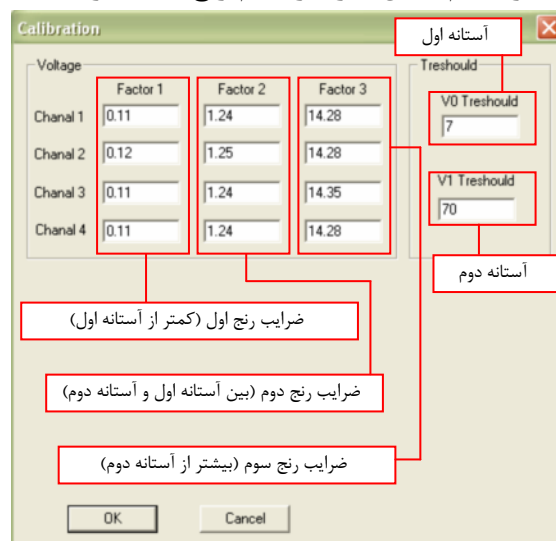 Calibration
آستانه اول
Voltage
Treshould
Factor 1
Factor 2
Factor 3
V0 Treshould
Chanal 1
0.11
1.24
14.28
7
Chanal 2
0.12
1.25
14.28
V1 Treshould
Chanal 3
0.11
1.24
14.35
70
Chanal 4
0.11
1.24
14.28
آستانه دوم
ضرایب رنج اول (کمتر از آستانه اول)
ضرایب رنج دوم (بین آستانه اول و آستانه دوم)
ضرایب رنج سوم (بیشتر از آستانه دوم)
OK
Cancel